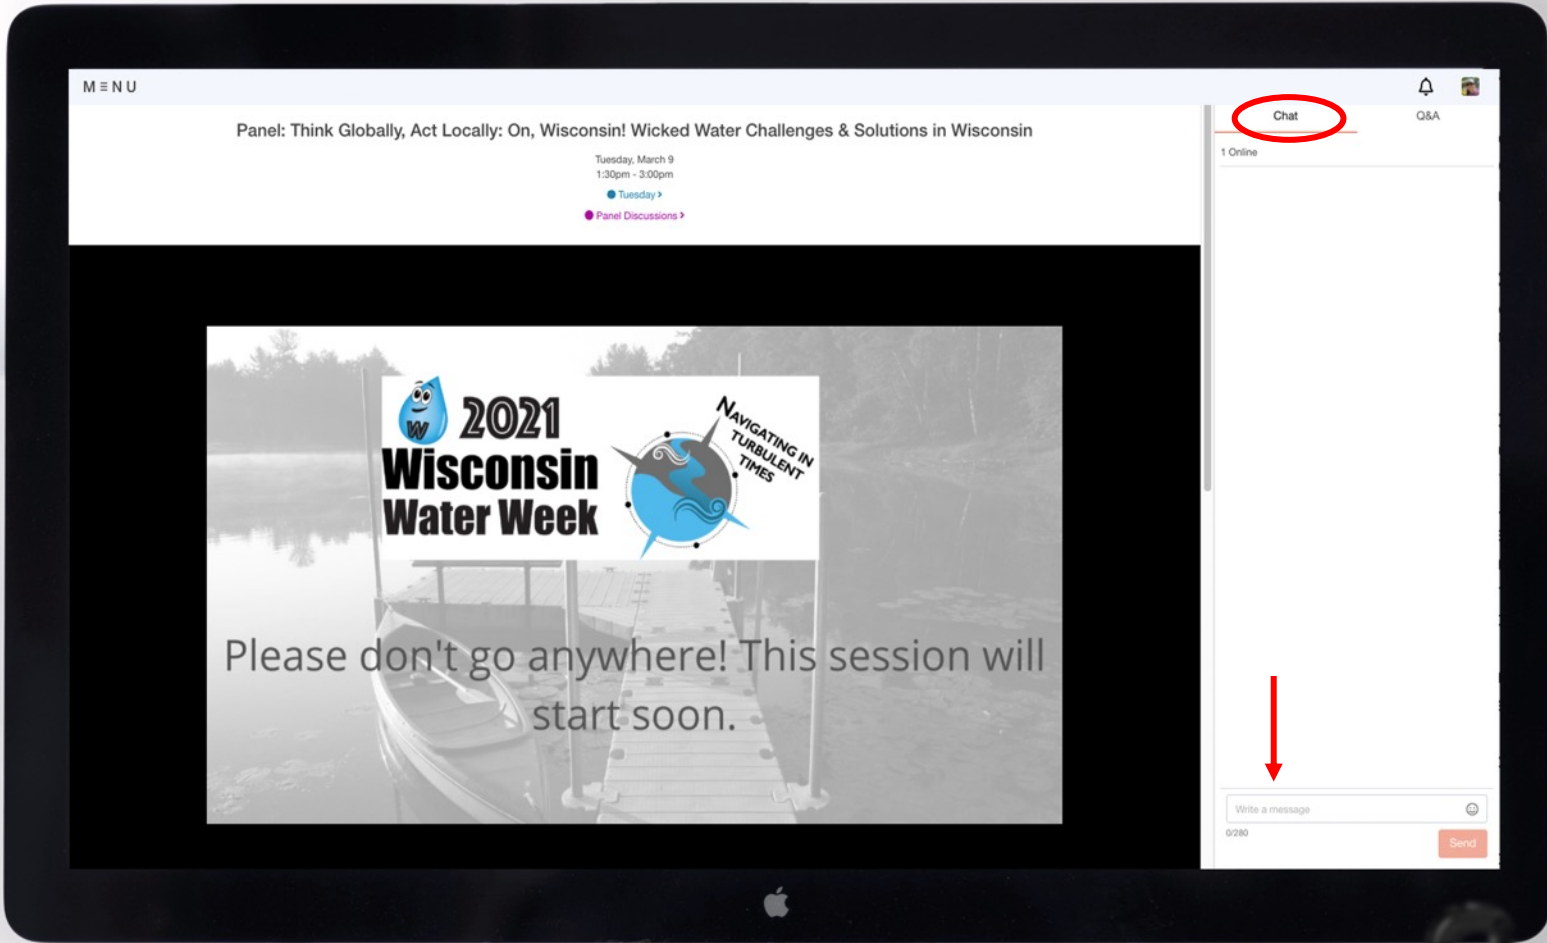 M≡NU
Panel: Think Globally, Act Locally: On, Wisconsin! Wicked Water Challenges & Solutions in Wisconsin
Tuesday, March 9
1:30pm - 3:00pm
Tuesday >
Panel Discussions >
Chat
Q&A
1 Online
W
2021
Wisconsin
Water Week
NAVIGATING IN
TURBULENT
TIMES
Please don't go anywhere! This session will
start soon.
Write a message
0/280
Send